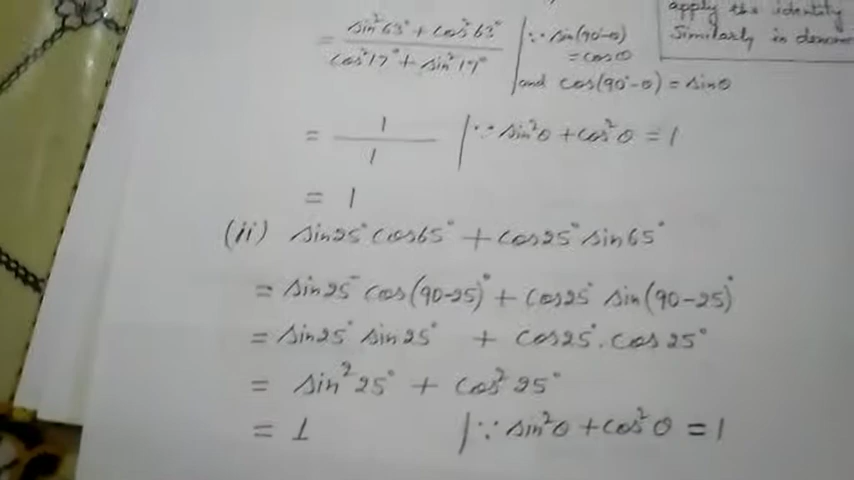 apply the identity
Similarly in
= sin²63° + cos²63° / cos²17° + sin²17° | ∵ sin(90°-θ)
= cosθ
and cos(90°-θ) = sinθ
= 1/1 | ∵ sin²θ + cos²θ = 1
= 1
(ii) sin25° cos65° + cos25° sin65°
= sin25° cos(90-25)° + cos25° sin(90-25)°
= sin25° sin25° + cos25°. cos25°
= sin²25° + cos²25°
= 1 | ∵ sin²θ + cos²θ = 1